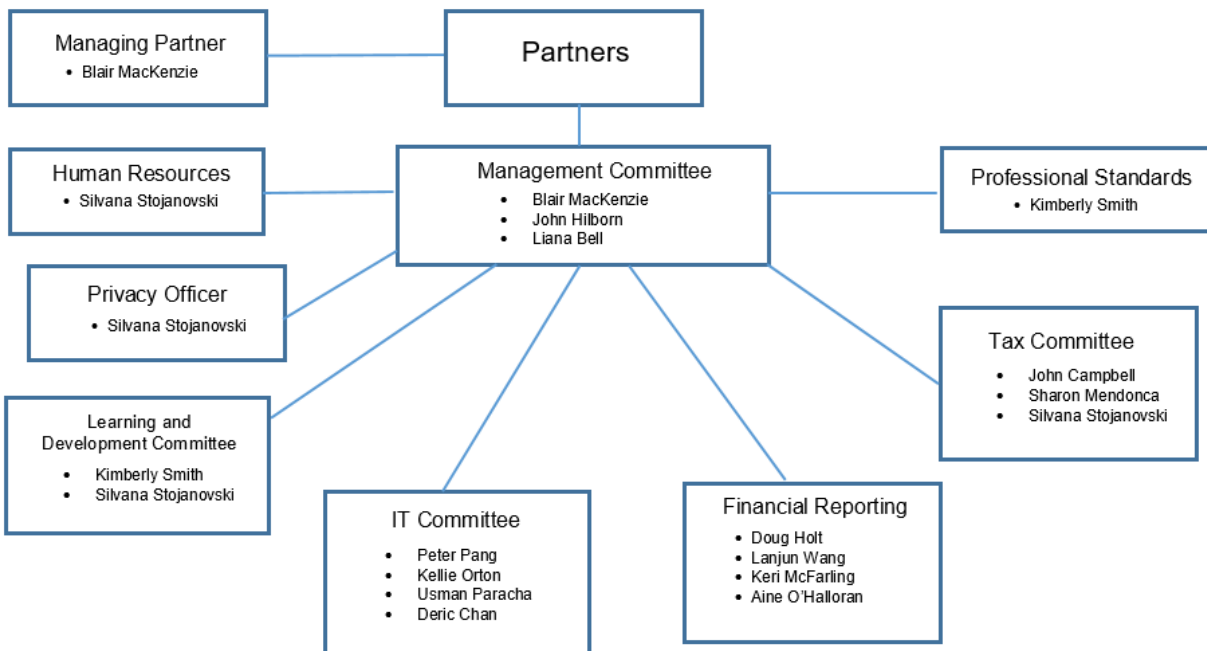 Managing Partner
• Blair MacKenzie
Partners
Human Resources
• Silvana Stojanovski
Management Committee
• Blair MacKenzie
• John Hilborn
• Liana Bell
Professional Standards
• Kimberly Smith
Privacy Officer
• Silvana Stojanovski
Tax Committee
• John Campbell
• Sharon Mendonca
• Silvana Stojanovski
Learning and
Development Committee
• Kimberly Smith
• Silvana Stojanovski
IT Committee
• Peter Pang
• Kellie Orton
• Usman Paracha
• Deric Chan
Financial Reporting
• Doug Holt
• Lanjun Wang
• Keri McFarling
• Aine O’Halloran